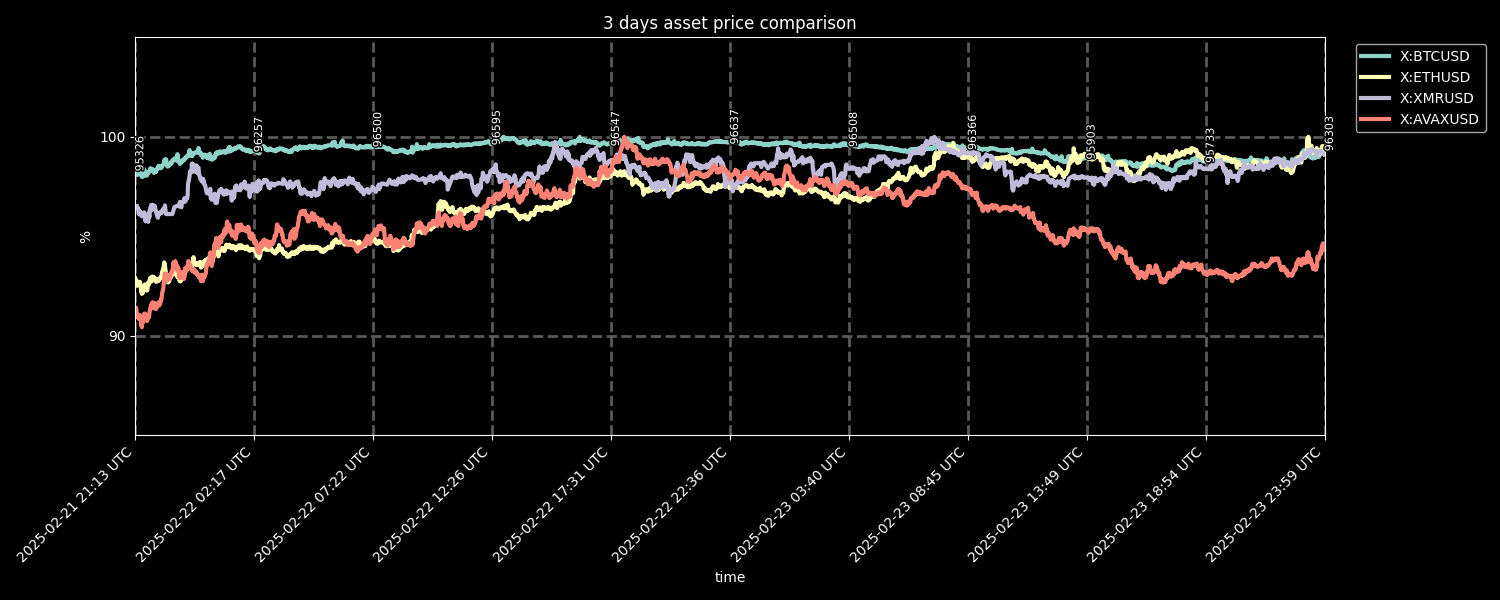 3 days asset price comparison
X:BTCUSD
X:ETHUSD
X:XMRUSD
X:AVAXUSD
%
100
90
95326
96257
96500
96595
96547
96637
96508
96366
95903
95733
96303
2025-02-21 21:13 UTC
2025-02-22 02:17 UTC
2025-02-22 07:22 UTC
2025-02-22 12:26 UTC
2025-02-22 17:31 UTC
2025-02-22 22:36 UTC
2025-02-23 03:40 UTC
2025-02-23 08:45 UTC
2025-02-23 13:49 UTC
2025-02-23 18:54 UTC
2025-02-23 23:59 UTC
time